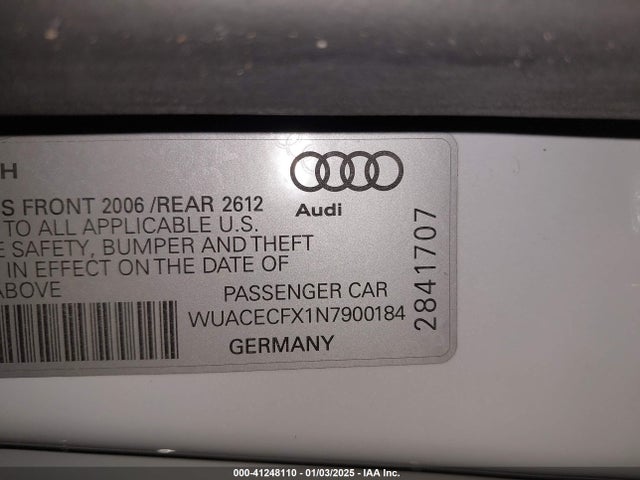 H
S FRONT 2006 /REAR 2612
TO ALL APPLICABLE U.S.
E SAFETY, BUMPER AND THEFT
IN EFFECT ON THE DATE OF
ABOVE
Audi
PASSENGER CAR
WUACECFX1N7900184
GERMANY
2841707
000-41248110 - 01/03/2025 - IAA Inc.